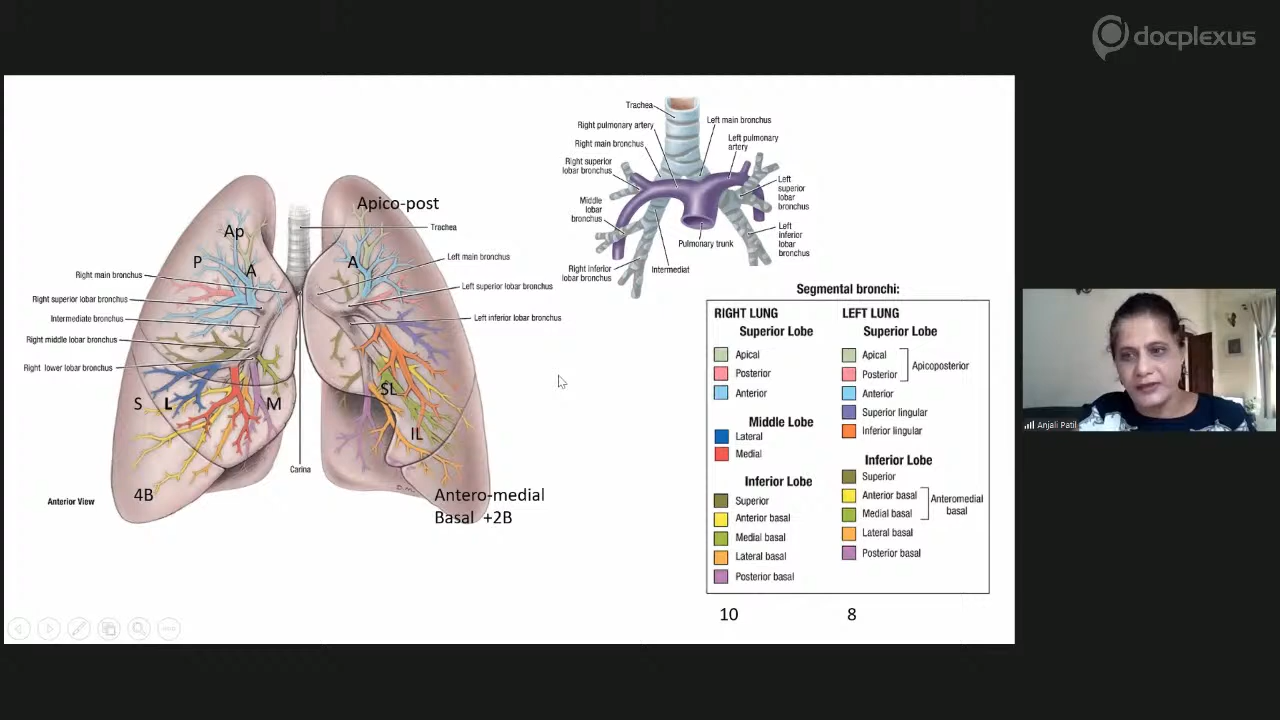 docplexus
Trachea
Right pulmonary artery
Right main bronchus
Right superior
lobar bronchus
Middle
lobar
bronchus
Right inferior
lobar bronchus
Intermediat
Pulmonary trunk
Left main bronchus
Left pulmonary
artery
Left
superior
lobar
bronchus
Left
inferior
lobar
bronchus
Apico-post
Ap
P
A
A
Trachea
Right main bronchus
Right superior lobar bronchus
Intermediate bronchus
Right middle lobar bronchus
Right lower lobar bronchus
Left main bronchus
Left superior lobar bronchus
Left inferior lobar bronchus
S
L
M
SL
IL
4B
Carina
Anterior View
Antero-medial
Basal +2B
Segmental bronchi:
RIGHT LUNG
Superior Lobe
Apical
Posterior
Anterior
Middle Lobe
Lateral
Medial
Inferior Lobe
Superior
Anterior basal
Medial basal
Lateral basal
Posterior basal
LEFT LUNG
Superior Lobe
Apical
Posterior
Apicoposterior
Anterior
Superior lingular
Inferior lingular
Inferior Lobe
Superior
Anterior basal
Medial basal
Anteromedial
basal
Lateral basal
Posterior basal
10
8
Anjali Patil